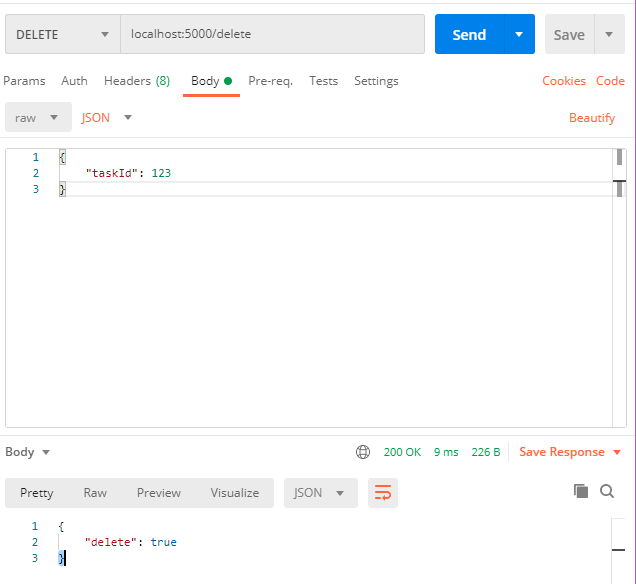 DELETE localhost:5000/delete Send Save
Params Auth Headers (8) Body Pre-req. Tests Settings Cookies Code
raw JSON Beautify
1 {
2 "taskId": 123
3 }
Body 200 OK 9 ms 226 B Save Response
Pretty Raw Preview Visualize JSON
1 {
2 "delete": true
3 }